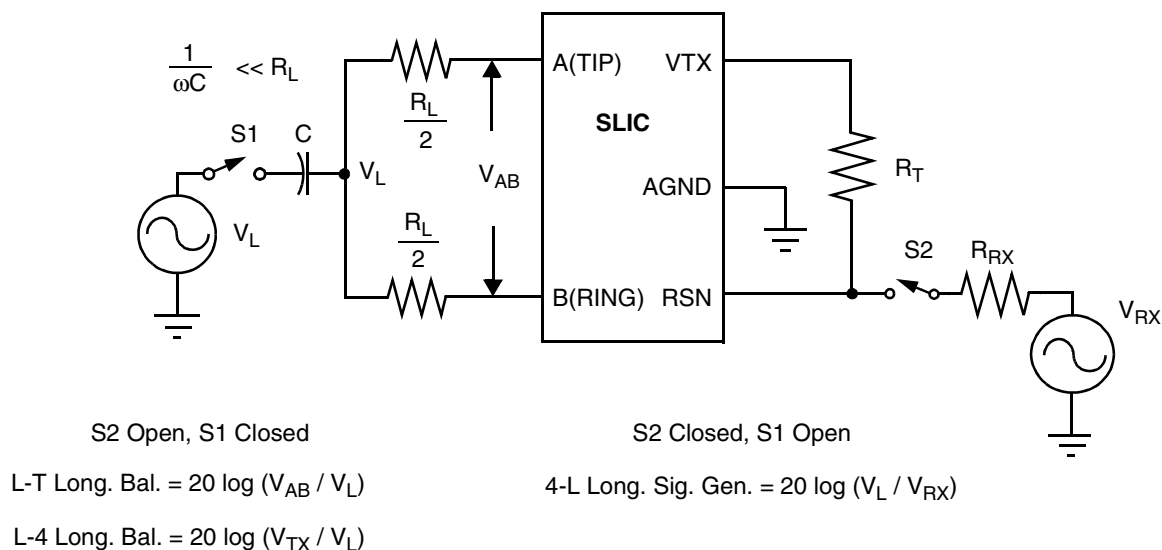 1
ωC
<< R_L
S1
C
V_L
V_L
R_L
2
R_L
2
V_AB
A(TIP)
VTX
SLIC
AGND
B(RING)
RSN
R_T
S2
R_RX
V_RX
S2 Open, S1 Closed
S2 Closed, S1 Open
L-T Long. Bal. = 20 log (V_AB / V_L)
4-L Long. Sig. Gen. = 20 log (V_L / V_RX)
L-4 Long. Bal. = 20 log (V_TX / V_L)